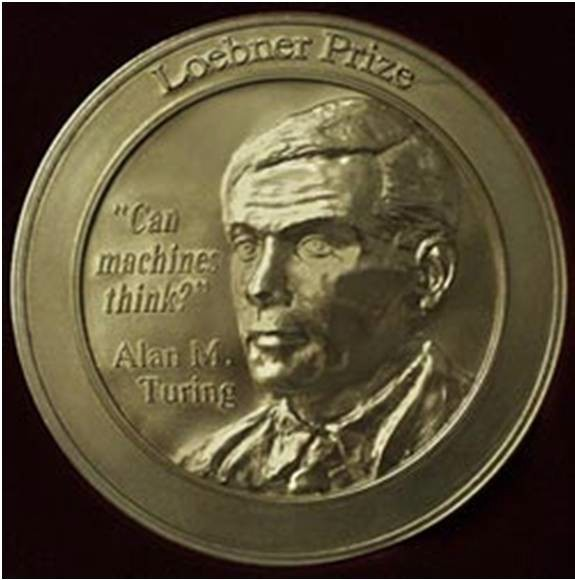 Loebner Prize
"Can
machines
think?"
Alan M.
Turing